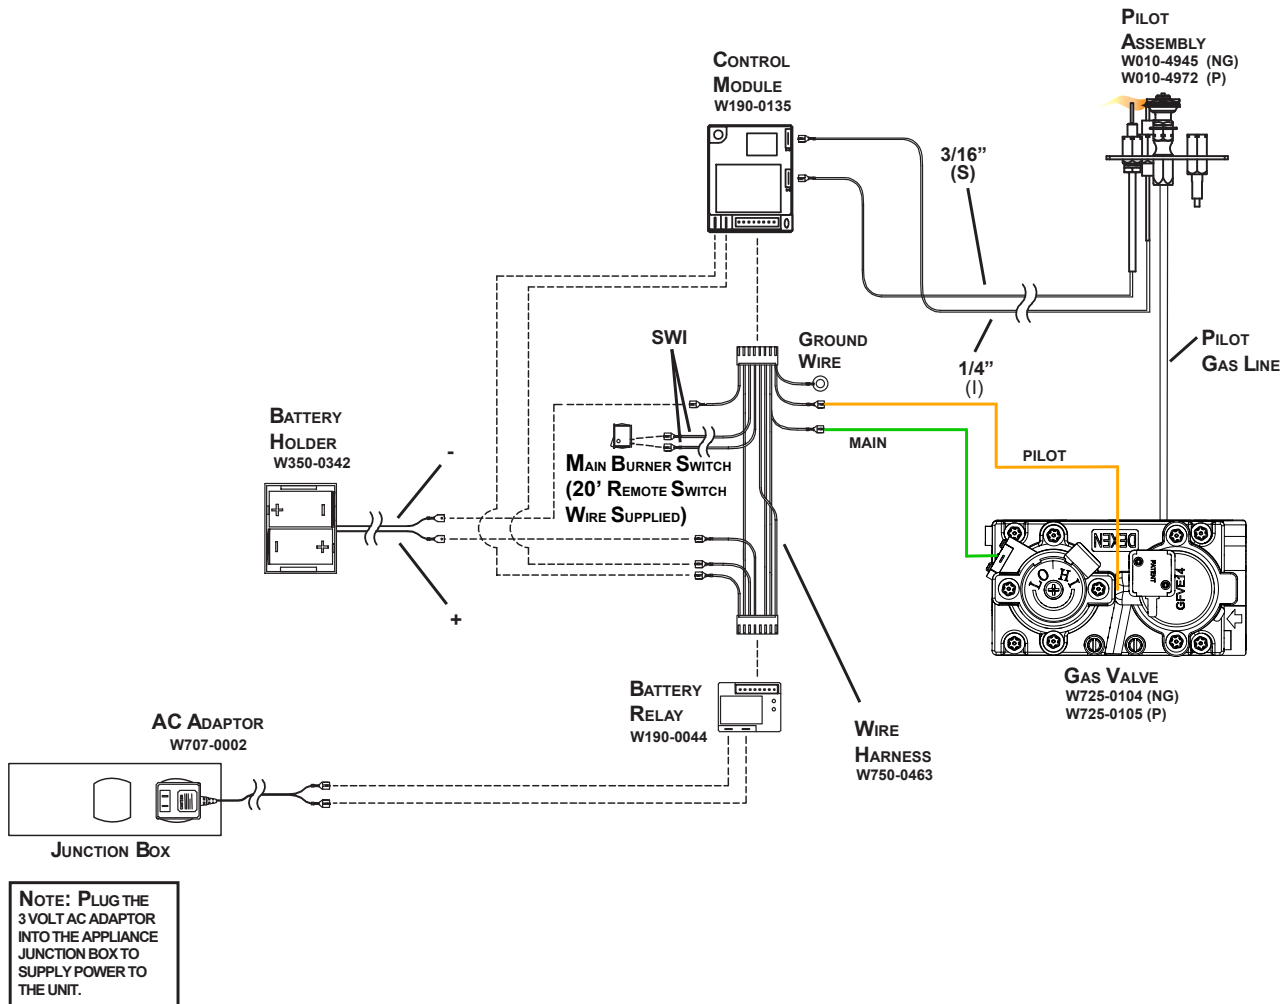 PILOT
ASSEMBLY
W010-4945 (NG)
W010-4972 (P)
CONTROL
MODULE
W190-0135
3/16”
(S)
SWI
GROUND
WIRE
1/4”
(I)
PILOT
GAS LINE
BATTERY
HOLDER
W350-0342
-
+
+ -
- +
MAIN BURNER SWITCH
(20’ REMOTE SWITCH
WIRE SUPPLIED)
MAIN
PILOT
DEXEN
LO HI
PATENT
GFVE14
GAS VALVE
W725-0104 (NG)
W725-0105 (P)
BATTERY
RELAY
W190-0044
WIRE
HARNESS
W750-0463
AC ADAPTOR
W707-0002
JUNCTION BOX
NOTE: PLUG THE
3 VOLT AC ADAPTOR
INTO THE APPLIANCE
JUNCTION BOX TO
SUPPLY POWER TO
THE UNIT.